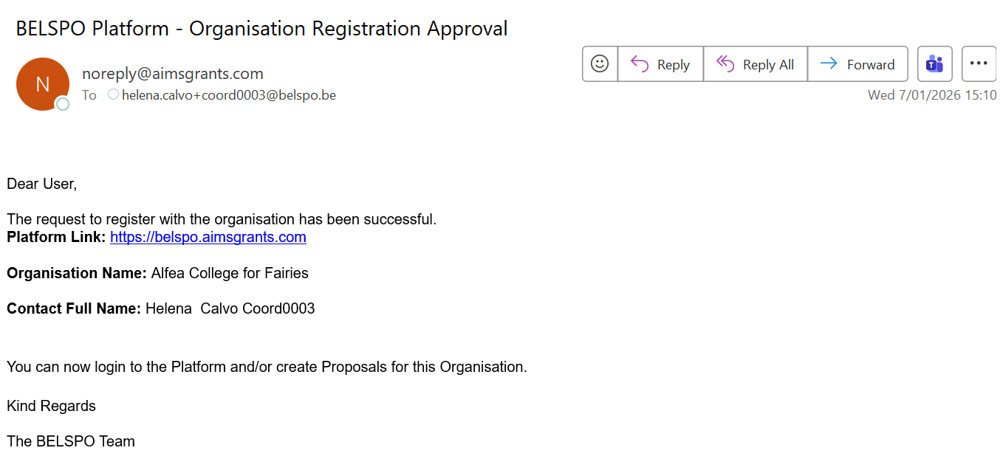 BELSPO Platform - Organisation Registration Approval
N
noreply@aimsgrants.com
To helena.calvo+coord0003@belspo.be
Reply
Reply All
Forward
T
Wed 7/01/2026 15:10
Dear User,
The request to register with the organisation has been successful.
Platform Link: https://belspo.aimsgrants.com
Organisation Name: Alfea College for Fairies
Contact Full Name: Helena  Calvo Coord0003
You can now login to the Platform and/or create Proposals for this Organisation.
Kind Regards
The BELSPO Team